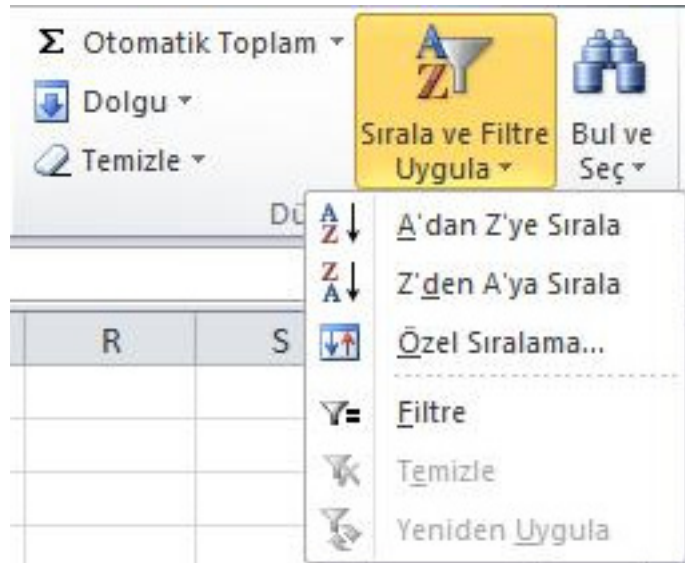 Σ Otomatik Toplam
Dolgu
Temizle
Sırala ve Filtre
Uygula
Bul ve
Seç
A'dan Z'ye Sırala
Z'den A'ya Sırala
Özel Sıralama...
Filtre
Temizle
Yeniden Uygula
R
S